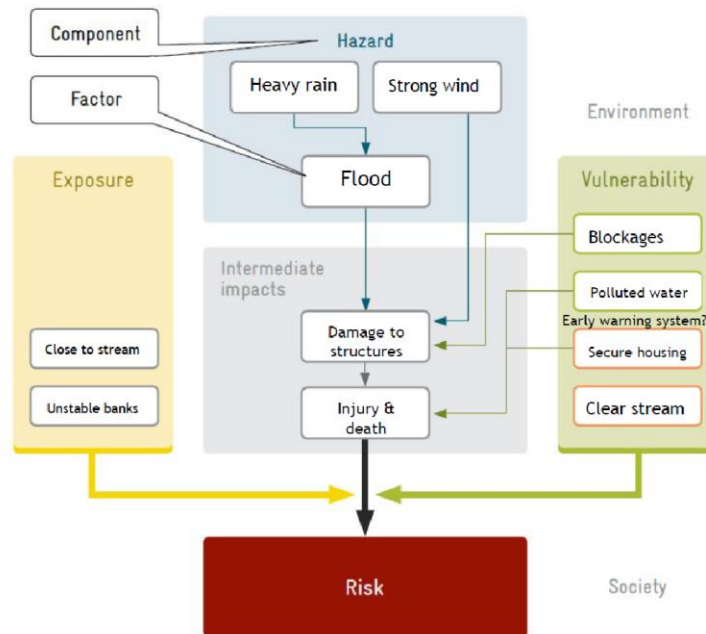 Component
Hazard
Heavy rain
Strong wind
Factor
Environment
Exposure
Flood
Vulnerability
Blockages
Intermediate
impacts
Polluted water
Early warning system?
Close to stream
Damage to
structures
Secure housing
Unstable banks
Injury &
death
Clear stream
Risk
Society